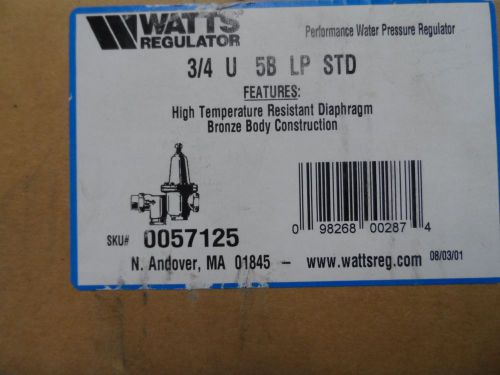 WATTS
REGULATOR
Performance Water Pressure Regulator
3/4 U 5B LP STD
FEATURES:
High Temperature Resistant Diaphragm
Bronze Body Construction
SKU# 0057125
0 98268 00287 4
N. Andover, MA 01845 - www.wattsreg.com 08/03/01